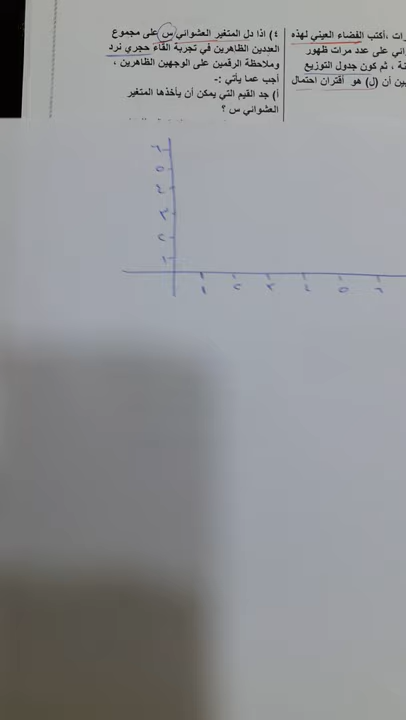 رات ، أكتب الفضاء العيني لهذه
ائي على عدد مرات ظهور
نة ، ثم كون جدول التوزيع
بين أن (ل) هو اقتران احتمال
٤) اذا دل المتغير العشوائي س على مجموع
العددين الظاهرين في تجربة القاء حجري نرد
وملاحظة الرقمين على الوجهين الظاهرين ،
أجب عما يأتي :-
أ) جد القيم التي يمكن أن يأخذها المتغير
العشوائي س ؟
٦
٥
٤
٣
٢
١
١ ٢ ٣ ٤ ٥ ٦